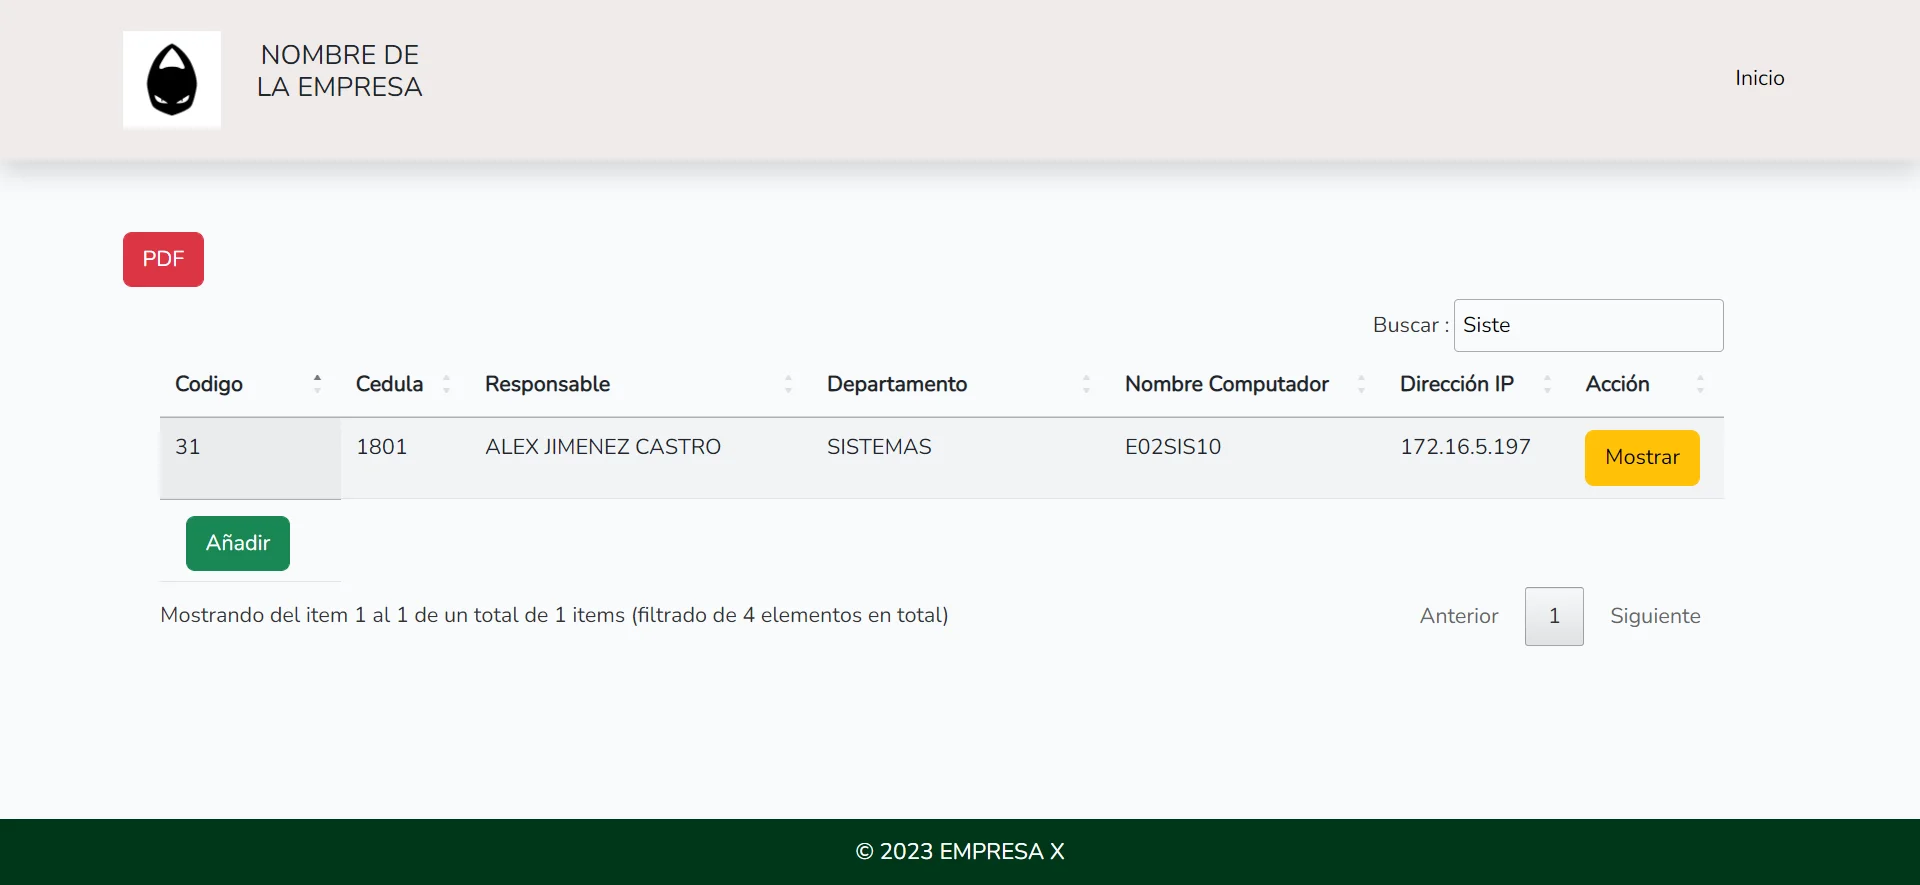 NOMBRE DE
LA EMPRESA
Inicio
PDF
Buscar : Siste
Codigo Cedula Responsable Departamento Nombre Computador Dirección IP Acción
31 1801 ALEX JIMENEZ CASTRO SISTEMAS E02SIS10 172.16.5.197 Mostrar
Añadir
Mostrando del item 1 al 1 de un total de 1 items (filtrado de 4 elementos en total) Anterior 1 Siguiente
© 2023 EMPRESA X